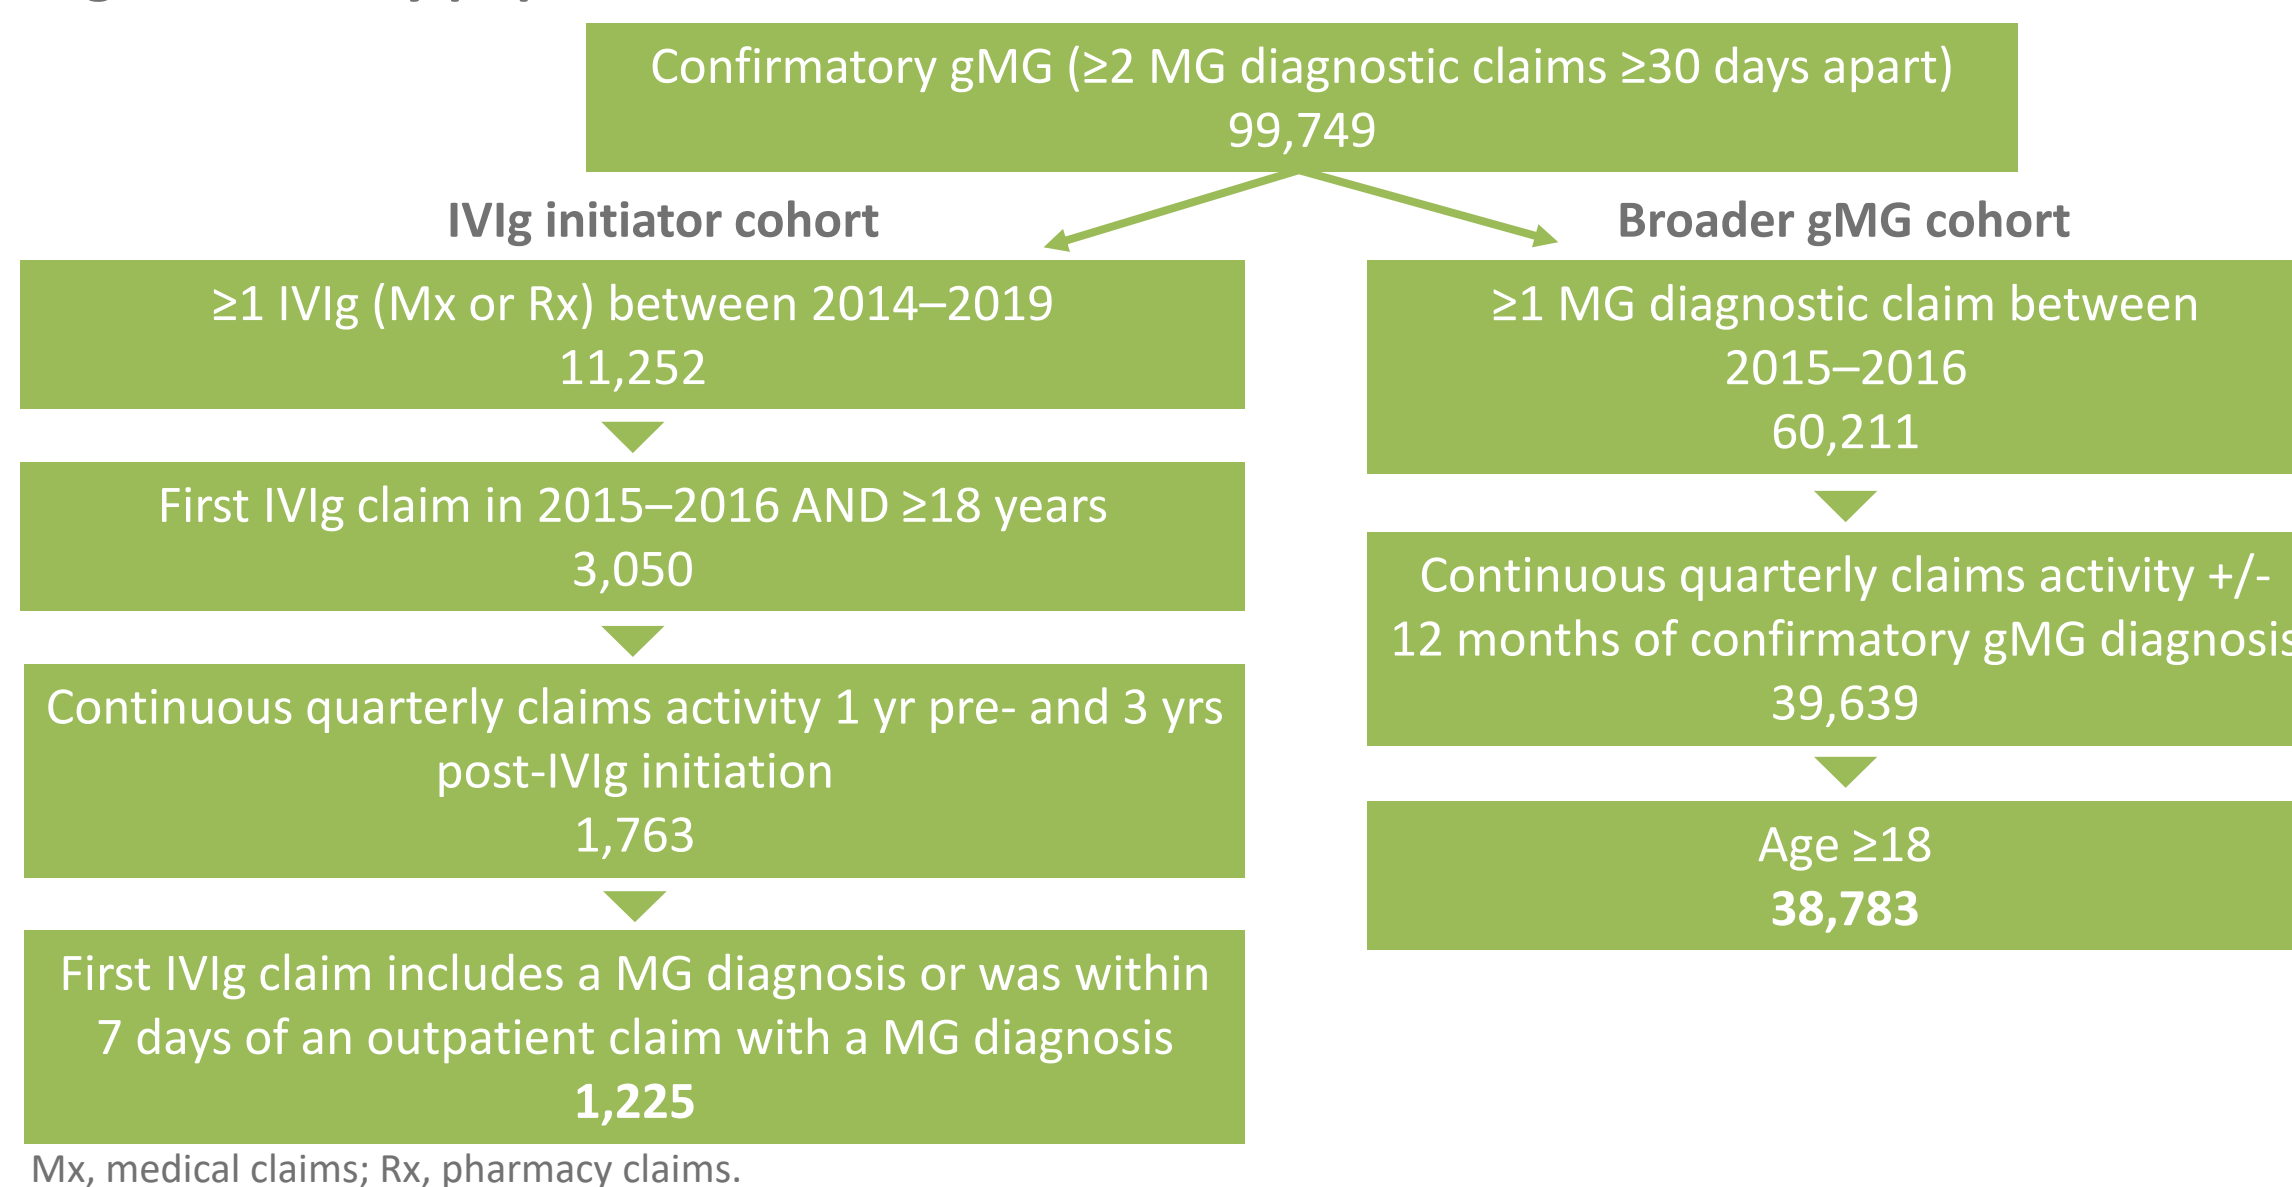 Confirmatory gMG (≥2 MG diagnostic claims ≥30 days apart)
99,749
IVIg initiator cohort
≥1 IVIg (Mx or Rx) between 2014–2019
11,252
First IVIg claim in 2015–2016 AND ≥18 years
3,050
Continuous quarterly claims activity 1 yr pre- and 3 yrs
post-IVIg initiation
1,763
First IVIg claim includes a MG diagnosis or was within
7 days of an outpatient claim with a MG diagnosis
1,225
Broader gMG cohort
≥1 MG diagnostic claim between
2015–2016
60,211
Continuous quarterly claims activity +/-
12 months of confirmatory gMG diagnosis
39,639
Age ≥18
38,783
Mx, medical claims; Rx, pharmacy claims.